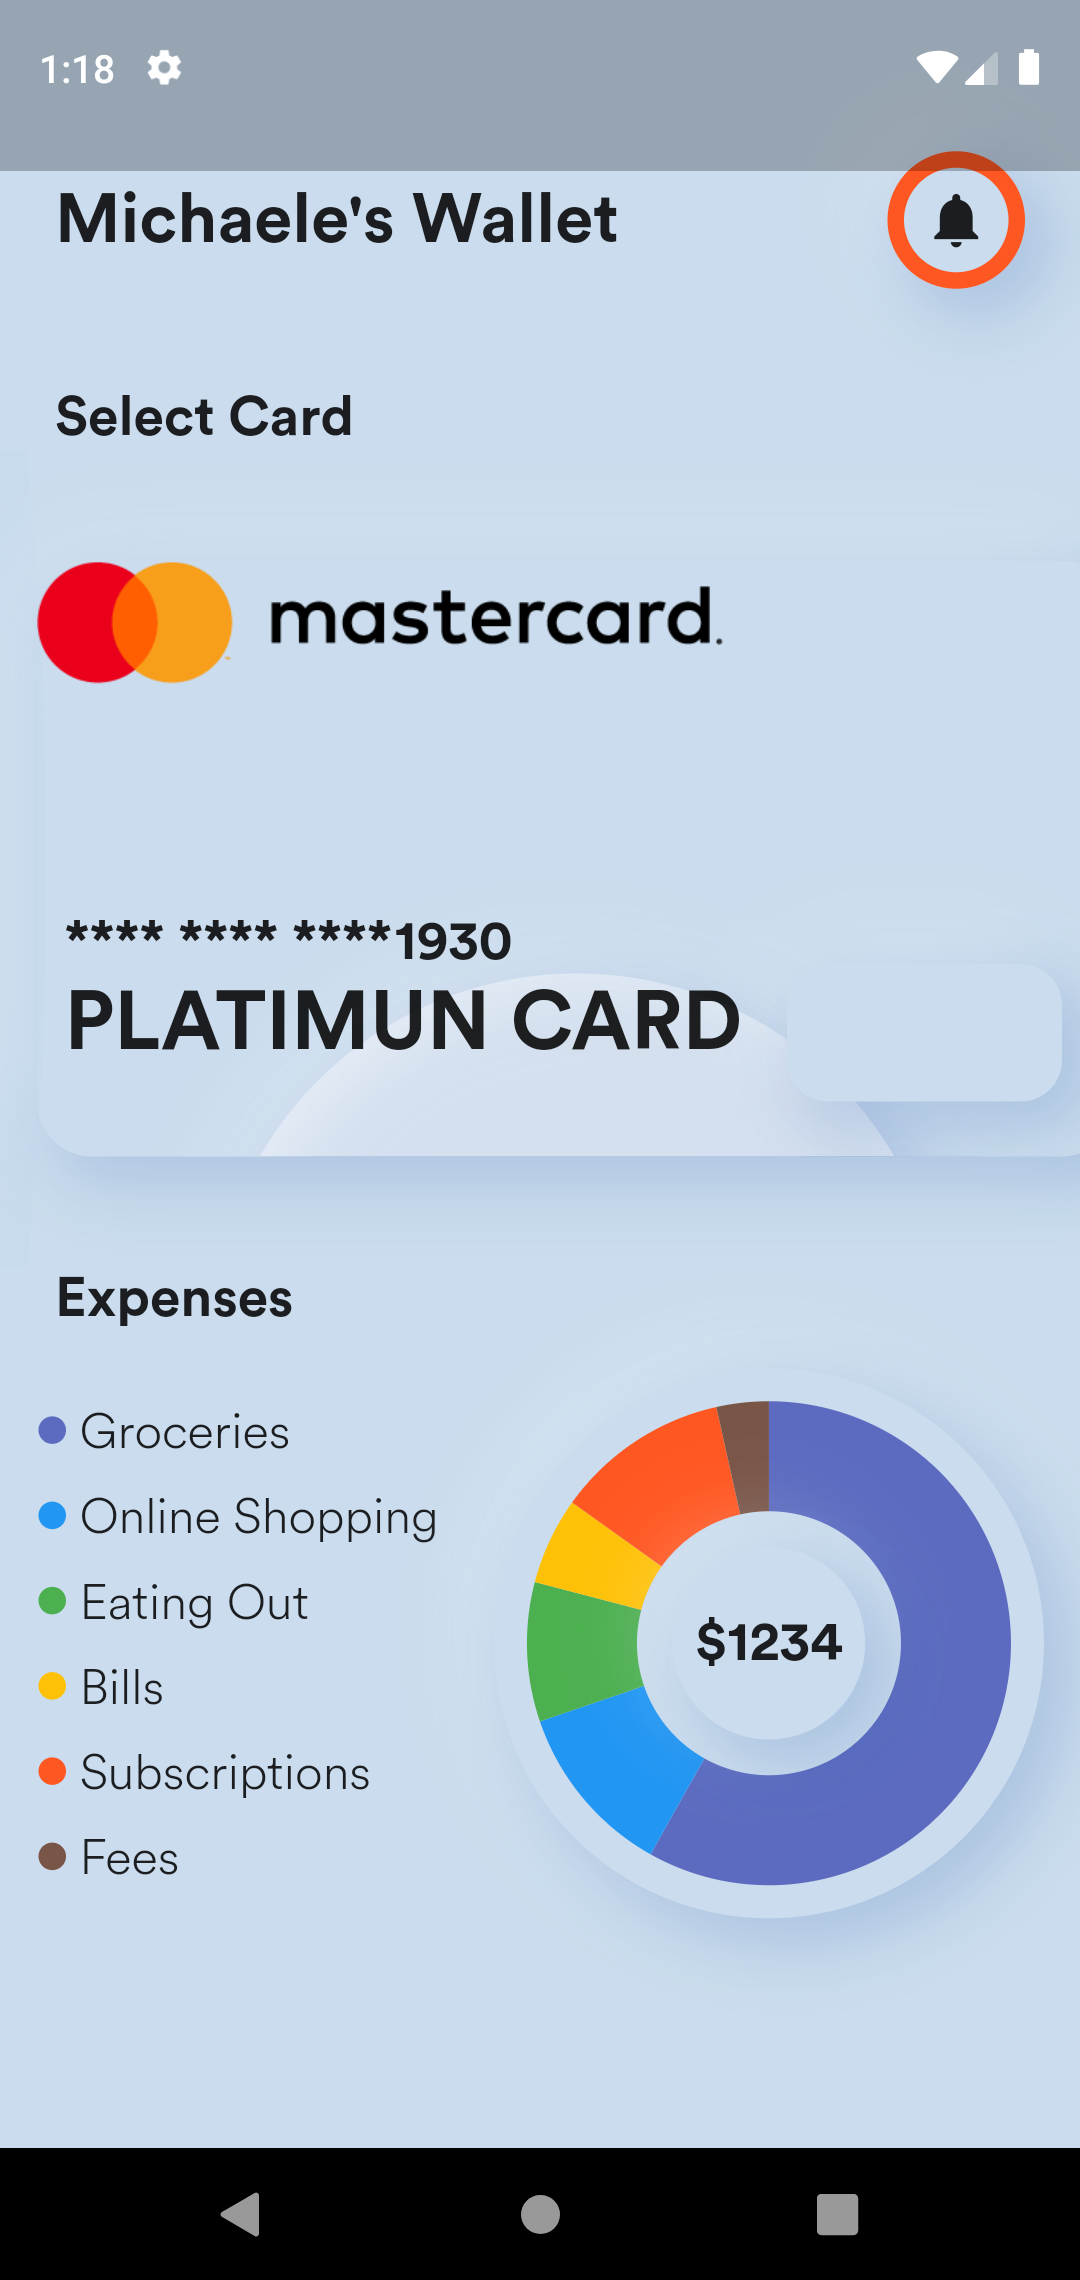 1:18
Michaele's Wallet
Select Card
mastercard.
**** **** ****1930
PLATIMUN CARD
Expenses
Groceries
Online Shopping
Eating Out
Bills
Subscriptions
Fees
$1234